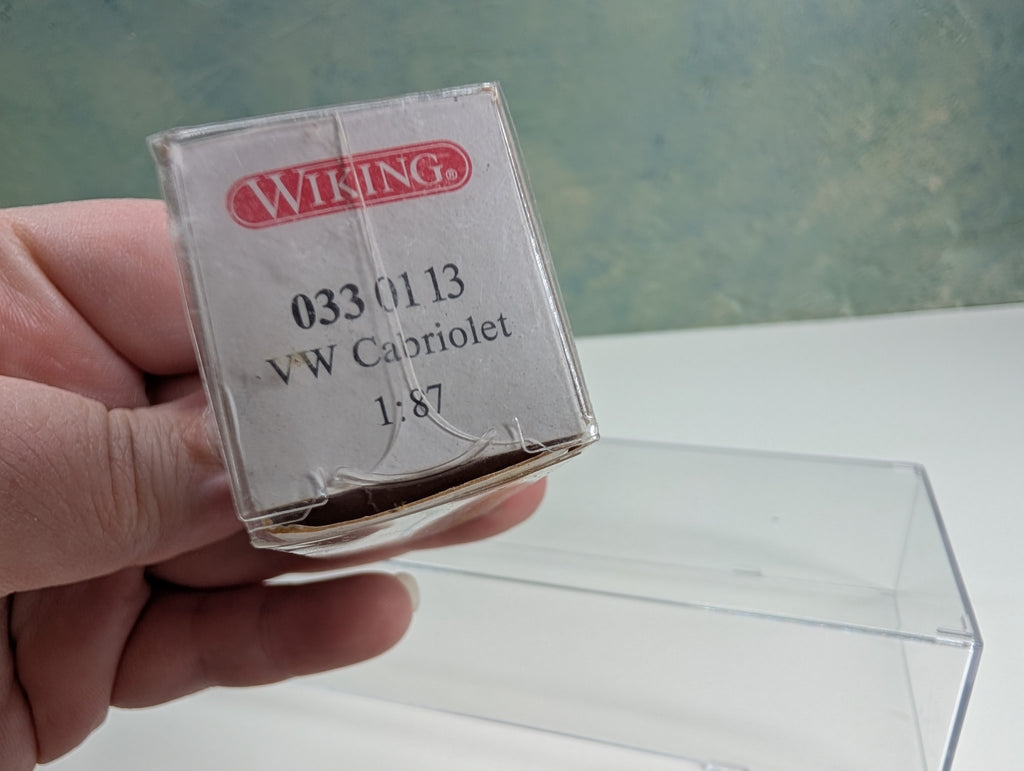 WIKING®
033 01 13
VW Cabriolet
1:87